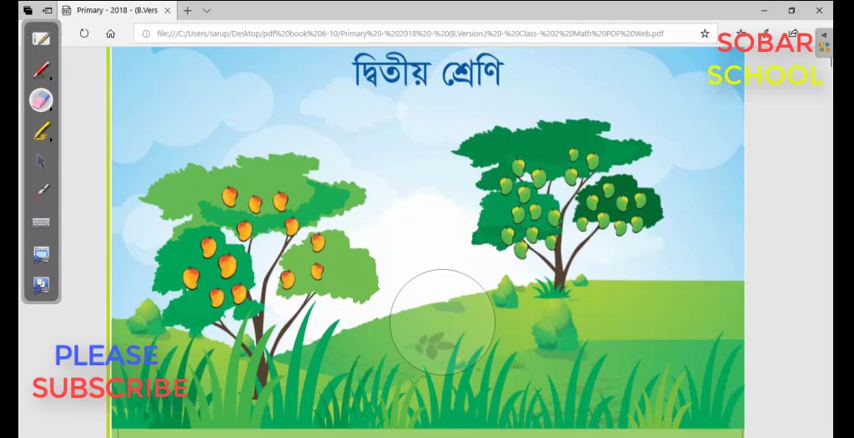 Primary - 2018 - (B.Vers
file:///C:/Users/sarup/Desktop/pdf%20book%206-10/Primary%20-%202018%20-%20(B.Version.)%20-%20Class-%202%20Math%20PDF%20Web.pdf
SOBAR
SCHOOL
দ্বিতীয় শ্রেণি
PLEASE
SUBSCRIBE